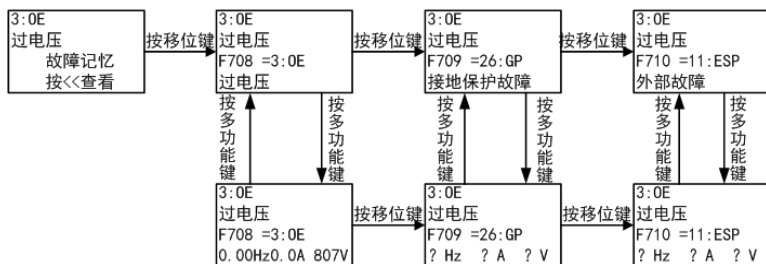 3:OE
过电压
故障记忆
按<<查看
按移位键
3:OE
过电压
F708 =3:OE
过电压
按移位键
3:OE
过电压
F709 =26:GP
接地保护故障
按移位键
3:OE
过电压
F710 =11:ESP
外部故障
按多功能键
按多功能键
按多功能键
按多功能键
按多功能键
按多功能键
3:OE
过电压
F708 =3:OE
0.00Hz0.0A 807V
按移位键
3:OE
过电压
F709 =26:GP
? Hz ? A ? V
按移位键
3:OE
过电压
F710 =11:ESP
? Hz ? A ? V